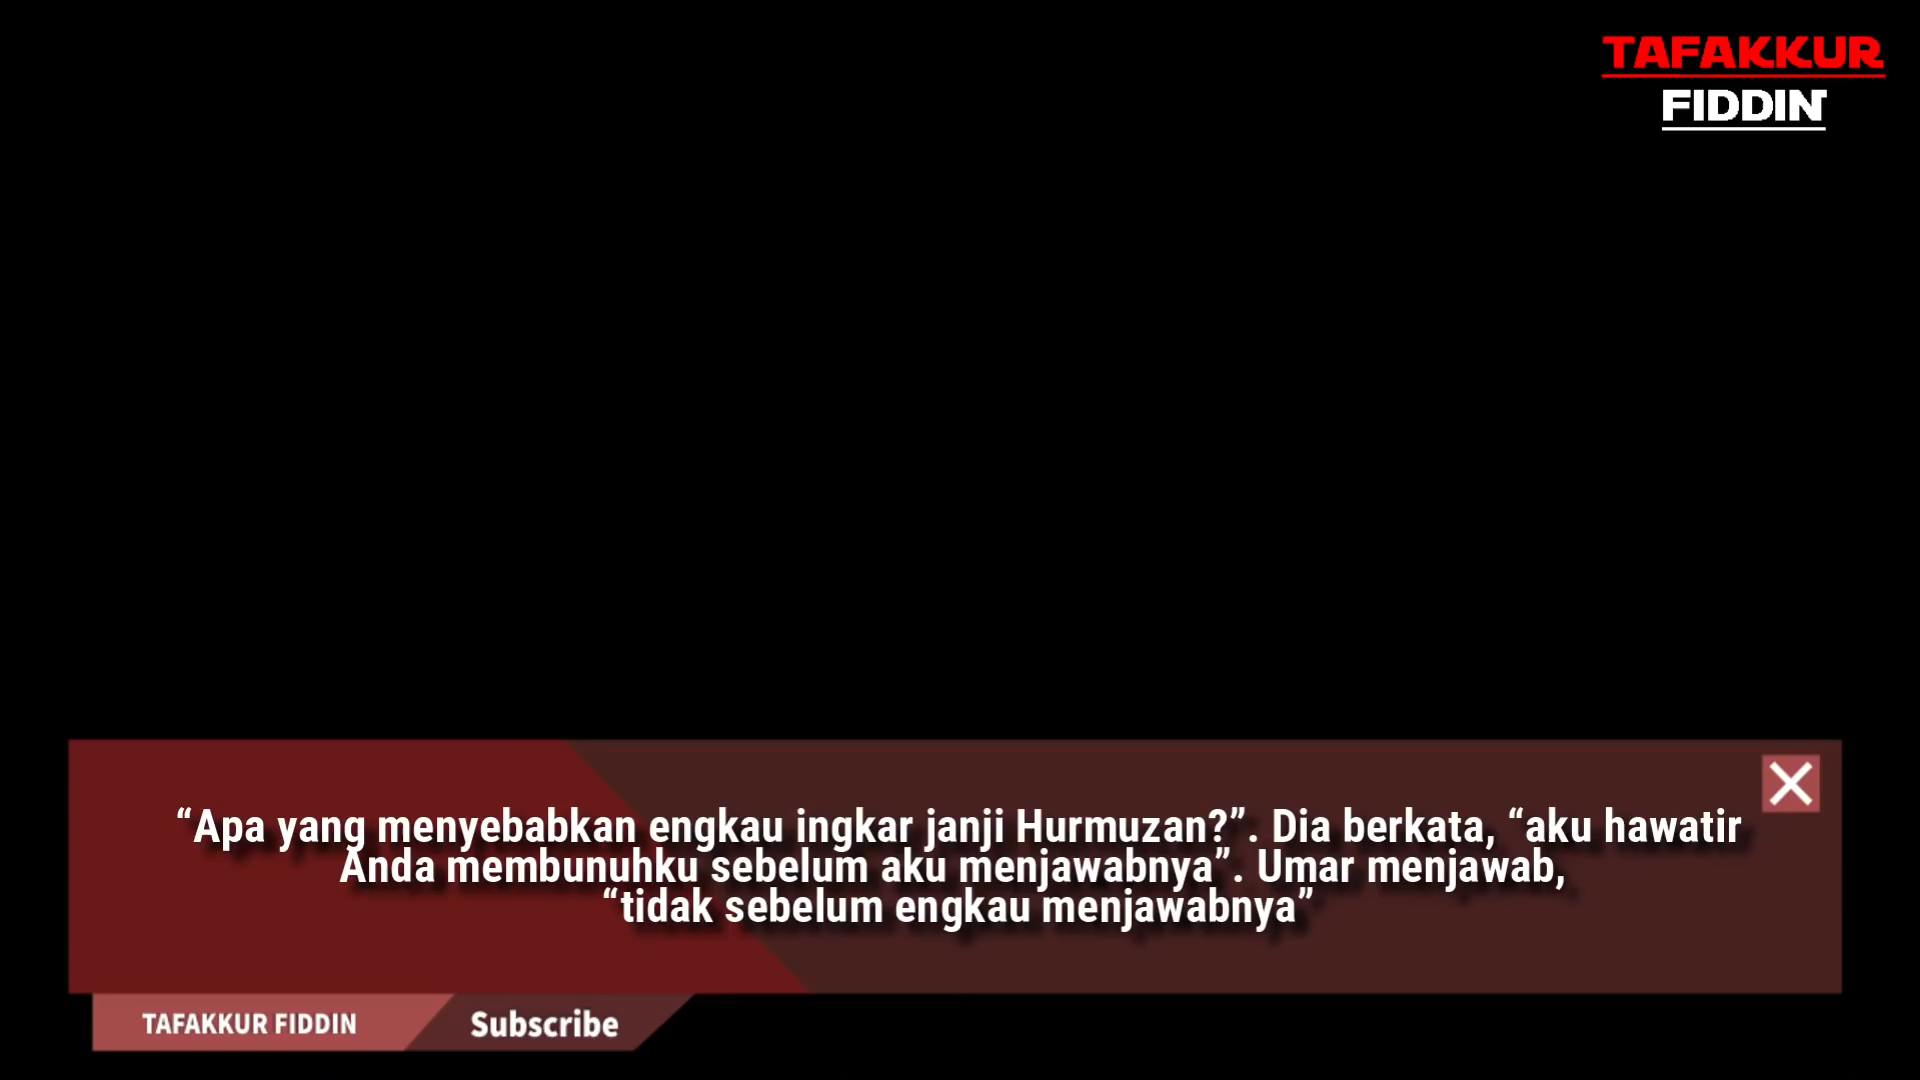 TAFAKKUR
FIDDIN
“Apa yang menyebabkan engkau ingkar janji Hurmuzan?”. Dia berkata, “aku hawatir
Anda membunuhku sebelum aku menjawabnya”. Umar menjawab,
“tidak sebelum engkau menjawabnya”
TAFAKKUR FIDDIN
Subscribe